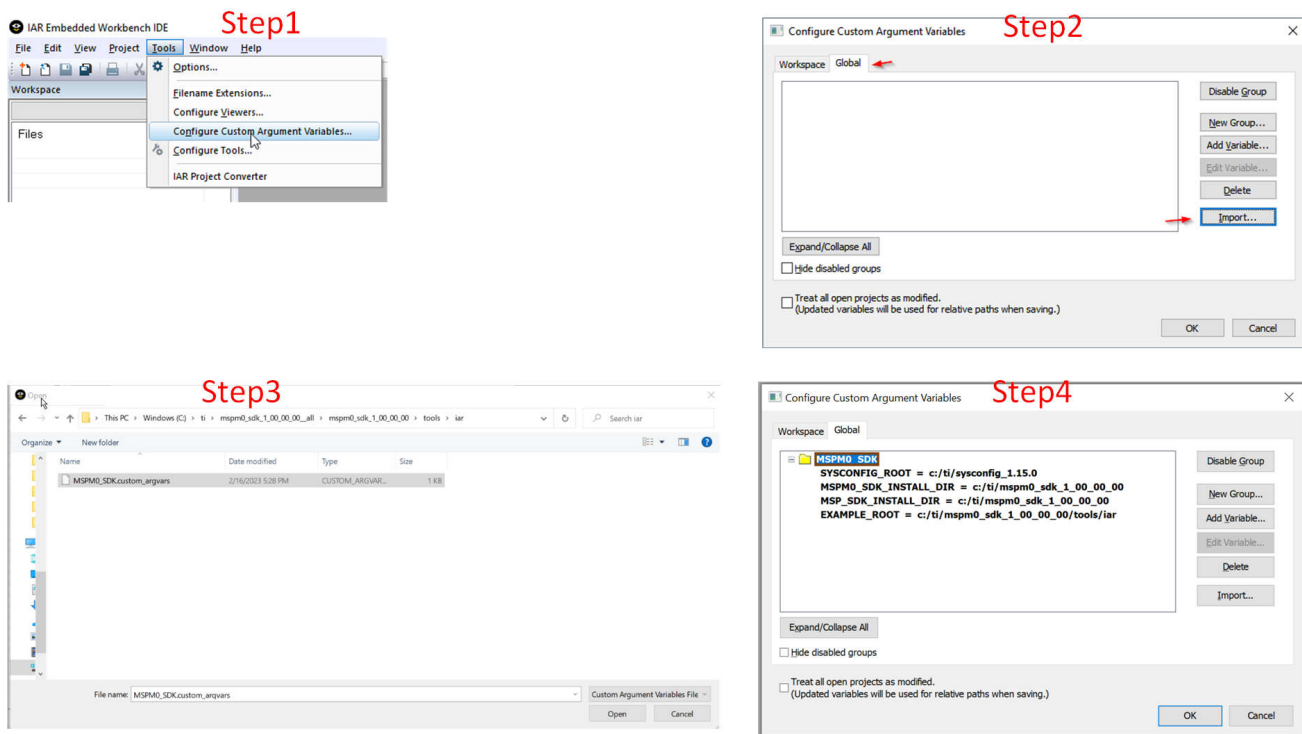 Step1
IAR Embedded Workbench IDE
File Edit View Project Tools Window Help
Workspace
Files
Options...
Filename Extensions...
Configure Viewers...
Configure Custom Argument Variables...
Configure Tools...
IAR Project Converter
Step2
Configure Custom Argument Variables
Workspace Global
Disable Group
New Group...
Add Variable...
Edit Variable...
Delete
Import...
Expand/Collapse All
Hide disabled groups
Treat all open projects as modified.
(Updated variables will be used for relative paths when saving.)
OK Cancel
Step3
Open
This PC › Windows (C:) › ti › mspm0_sdk_1_00_00_00__all › mspm0_sdk_1_00_00_00 › tools › iar
Search iar
Organize New folder
Name Date modified Type Size
MSPM0_SDK.custom_argvars 2/16/2023 5:28 PM CUSTOM_ARGVAR... 1 KB
File name: MSPM0_SDK.custom_argvars Custom Argument Variables File
Open Cancel
Step4
Configure Custom Argument Variables
Workspace Global
MSPM0_SDK
SYSCONFIG_ROOT = c:/ti/sysconfig_1.15.0
MSPM0_SDK_INSTALL_DIR = c:/ti/mspm0_sdk_1_00_00_00
MSP_SDK_INSTALL_DIR = c:/ti/mspm0_sdk_1_00_00_00
EXAMPLE_ROOT = c:/ti/mspm0_sdk_1_00_00_00/tools/iar
Disable Group
New Group...
Add Variable...
Edit Variable...
Delete
Import...
Expand/Collapse All
Hide disabled groups
Treat all open projects as modified.
(Updated variables will be used for relative paths when saving.)
OK Cancel